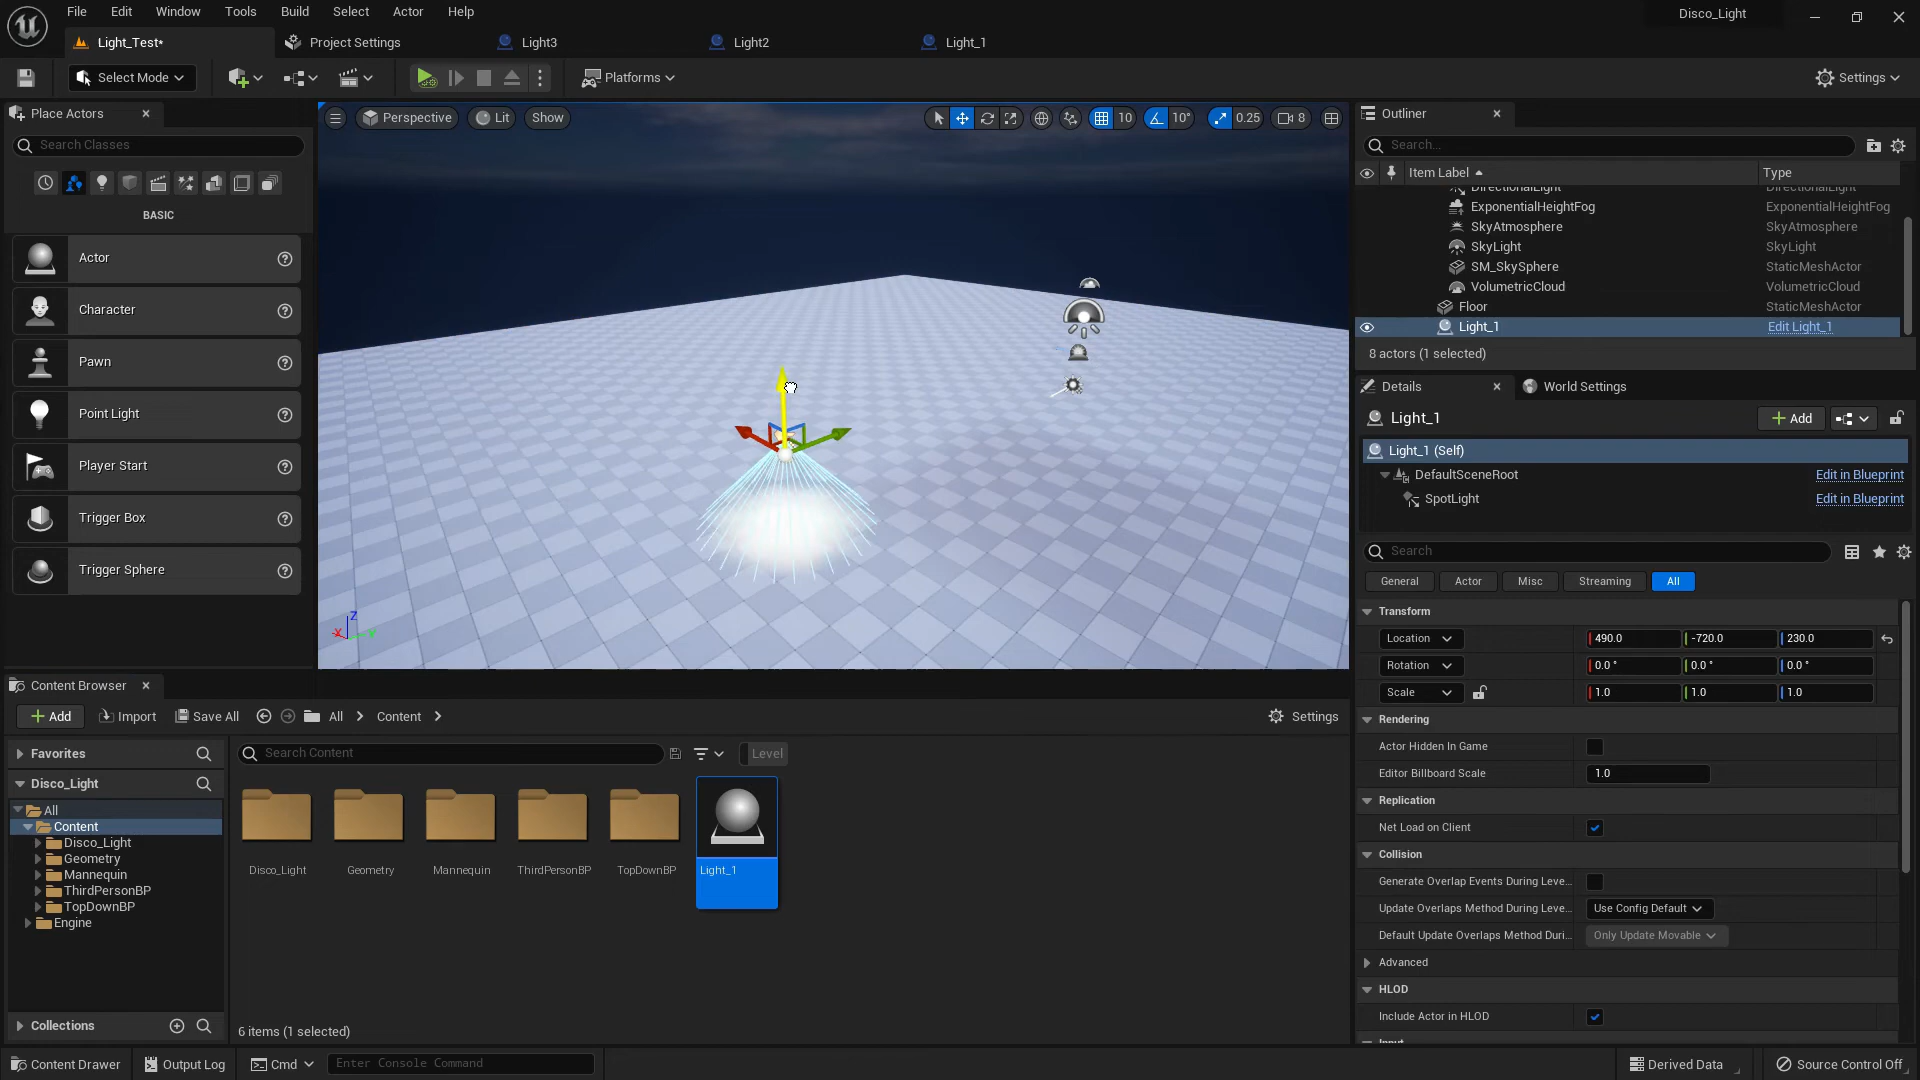 File Edit Window Tools Build Select Actor Help
Disco_Light
Light_Test*
Project Settings
Light3
Light2
Light_1
Select Mode
Platforms
Settings
Place Actors
Search Classes
BASIC
Actor
Character
Pawn
Point Light
Player Start
Trigger Box
Trigger Sphere
Perspective
Lit
Show
10
10°
0.25
8
Z
X
Y
Outliner
Search...
Item Label
Type
DirectionalLight DirectionalLight
ExponentialHeightFog ExponentialHeightFog
SkyAtmosphere SkyAtmosphere
SkyLight SkyLight
SM_SkySphere StaticMeshActor
VolumetricCloud VolumetricCloud
Floor StaticMeshActor
Light_1 Edit Light_1
8 actors (1 selected)
Details
World Settings
Light_1
Add
Light_1 (Self)
DefaultSceneRoot Edit in Blueprint
SpotLight Edit in Blueprint
Search
General Actor Misc Streaming All
Transform
Location 490.0 -720.0 230.0
Rotation 0.0 ° 0.0 ° 0.0 °
Scale 1.0 1.0 1.0
Rendering
Actor Hidden In Game
Editor Billboard Scale 1.0
Replication
Net Load on Client
Collision
Generate Overlap Events During Leve...
Update Overlaps Method During Leve... Use Config Default
Default Update Overlaps Method Duri... Only Update Movable
Advanced
HLOD
Include Actor in HLOD
Input
Content Browser
Add
Import
Save All
All
Content
Settings
Favorites
Disco_Light
All
Content
Disco_Light
Geometry
Mannequin
ThirdPersonBP
TopDownBP
Engine
Collections
Search Content
Level
Disco_Light
Geometry
Mannequin
ThirdPersonBP
TopDownBP
Light_1
6 items (1 selected)
Content Drawer
Output Log
Cmd
Enter Console Command
Derived Data
Source Control Off